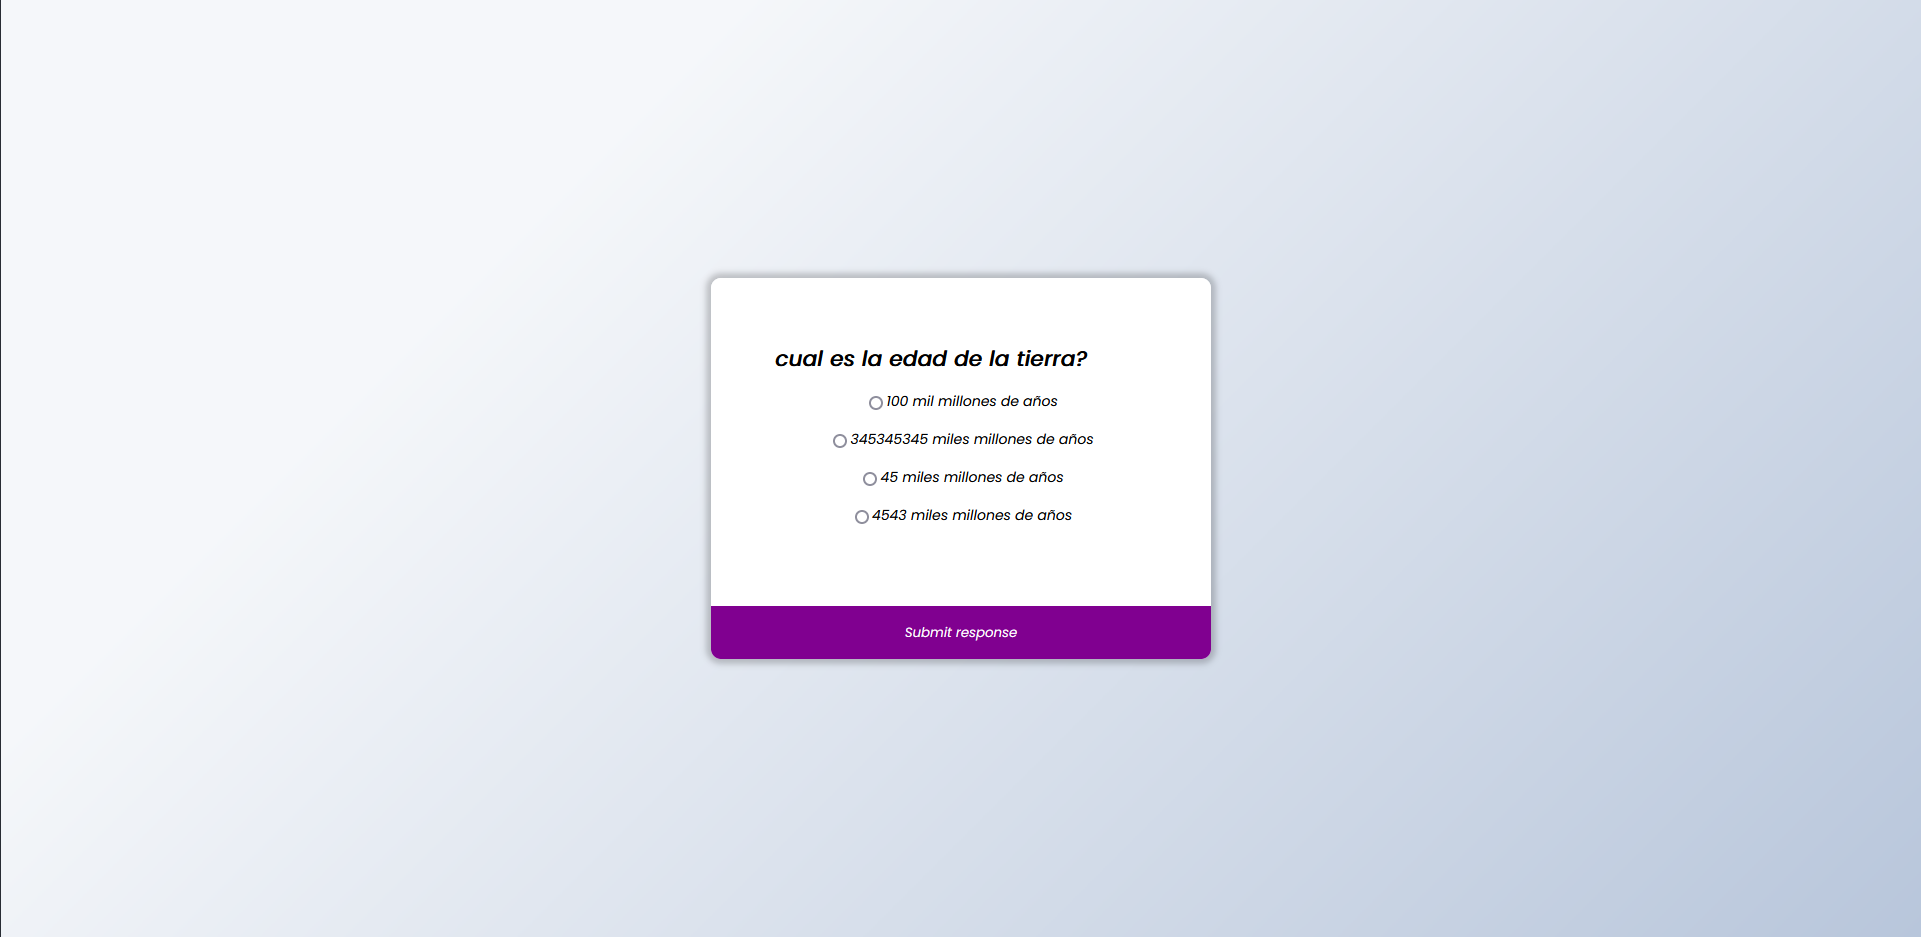 cual es la edad de la tierra?
100 mil millones de años
345345345 miles millones de años
45 miles millones de años
4543 miles millones de años
Submit response